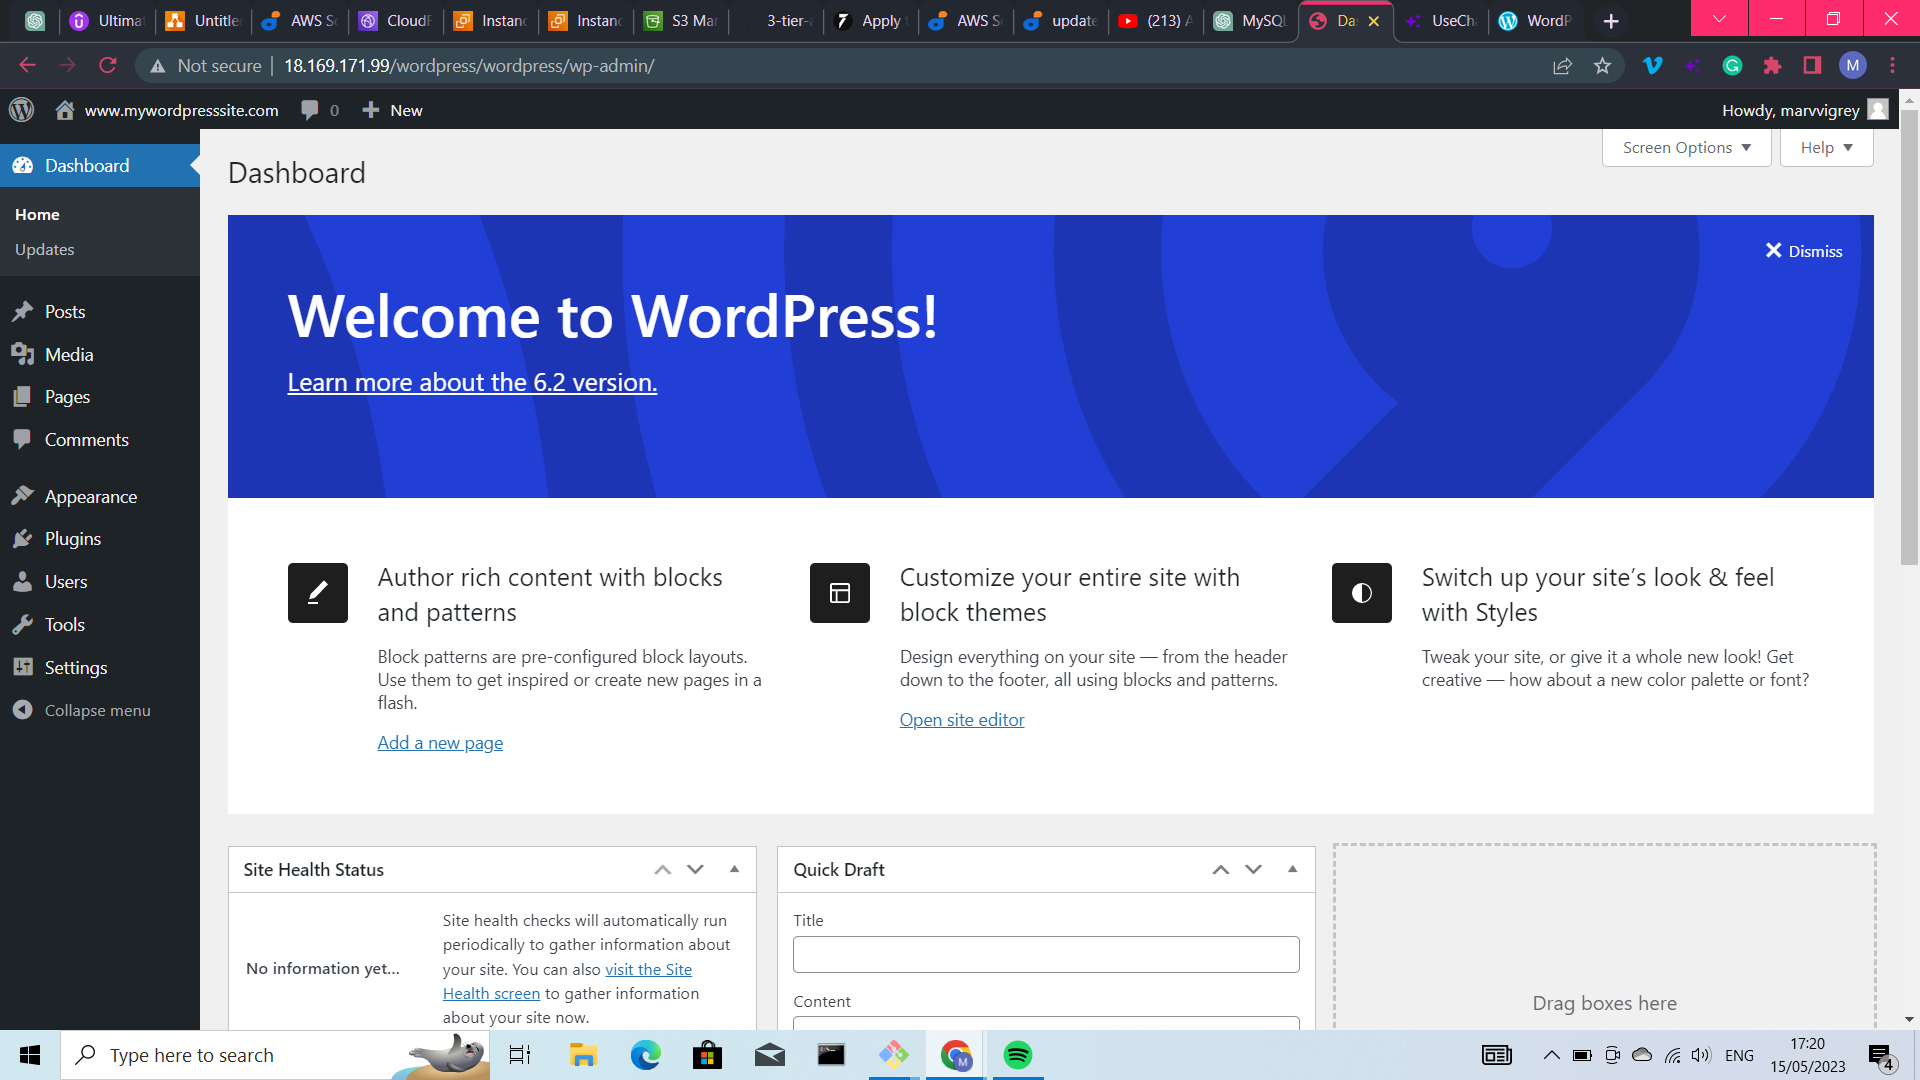 Ultimat
Untitle
AWS So
CloudF
Instanc
Instanc
S3 Mar
3-tier-a
Apply t
AWS S
update
(213) A
MySQL
Da
UseCha
WordP
Not secure
18.169.171.99/wordpress/wordpress/wp-admin/
M
www.mywordpresssite.com
0
New
Howdy, marvvigrey
Dashboard
Home
Updates
Posts
Media
Pages
Comments
Appearance
Plugins
Users
Tools
Settings
Collapse menu
Dashboard
Screen Options
Help
Dismiss
Welcome to WordPress!
Learn more about the 6.2 version.
Author rich content with blocks
and patterns
Block patterns are pre-configured block layouts.
Use them to get inspired or create new pages in a
flash.
Add a new page
Customize your entire site with
block themes
Design everything on your site — from the header
down to the footer, all using blocks and patterns.
Open site editor
Switch up your site’s look & feel
with Styles
Tweak your site, or give it a whole new look! Get
creative — how about a new color palette or font?
Site Health Status
No information yet...
Site health checks will automatically run
periodically to gather information about
your site. You can also visit the Site
Health screen to gather information
about your site now.
Quick Draft
Title
Content
Drag boxes here
Type here to search
M
ENG
17:20
15/05/2023
4